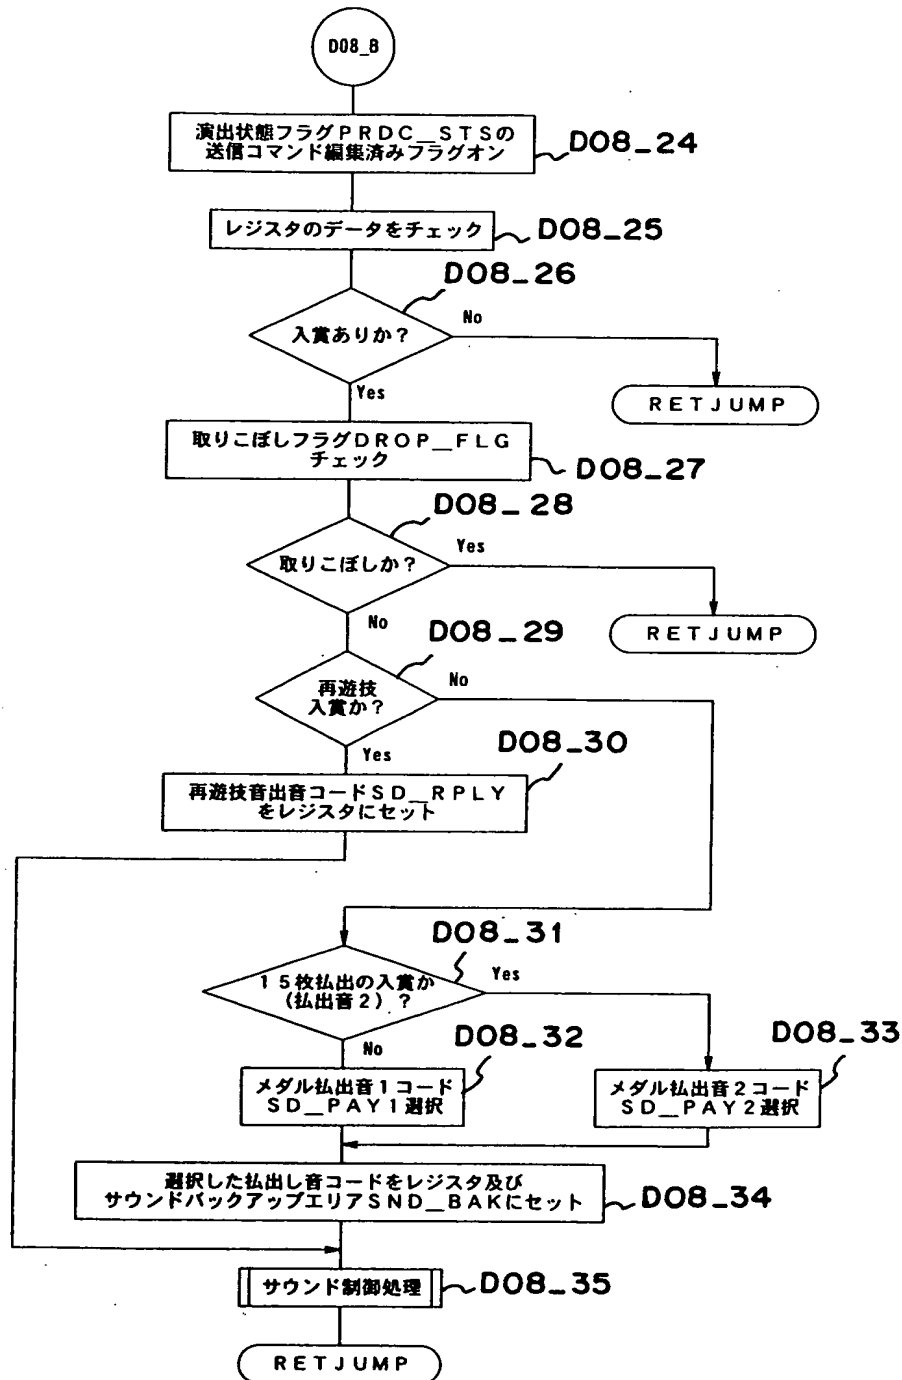 D08_B
演出状態フラグPRDC__STSの
送信コマンド編集済みフラグオン
D08_24
レジスタのデータをチェック
D08_25
D08_26
入賞ありか？
No
Yes
RETJUMP
取りこぼしフラグDROP__FLG
チェック
D08_27
D08_28
取りこぼしか？
Yes
No
RETJUMP
D08_29
再遊技
入賞か？
No
Yes
D08_30
再遊技音出音コードSD__RPLY
をレジスタにセット
D08_31
15枚払出の入賞か
（払出音2）？
Yes
No
D08_32
メダル払出音1コード
SD__PAY1選択
D08_33
メダル払出音2コード
SD__PAY2選択
選択した払出し音コードをレジスタ及び
サウンドバックアップエリアSND__BAKにセット
D08_34
サウンド制御処理
D08_35
RETJUMP